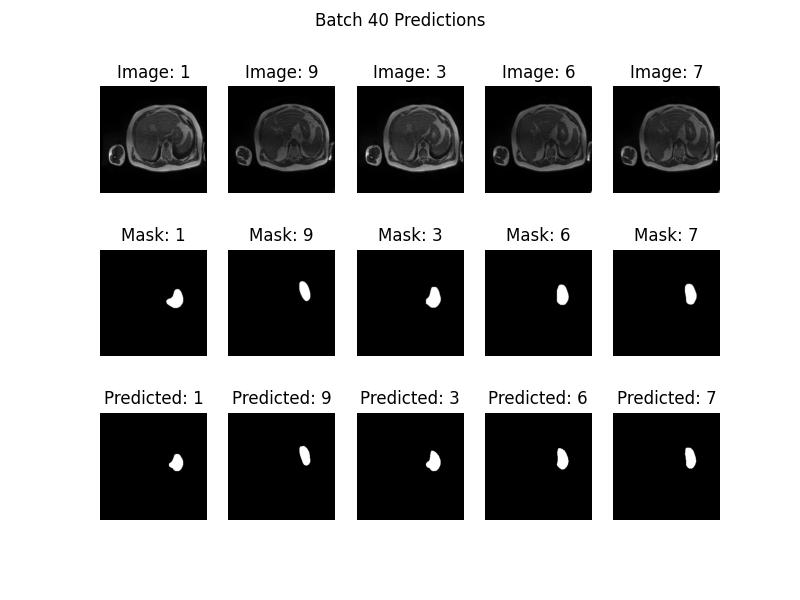 Batch 40 Predictions
Image: 1 Image: 9 Image: 3 Image: 6 Image: 7
Mask: 1 Mask: 9 Mask: 3 Mask: 6 Mask: 7
Predicted: 1 Predicted: 9 Predicted: 3 Predicted: 6 Predicted: 7